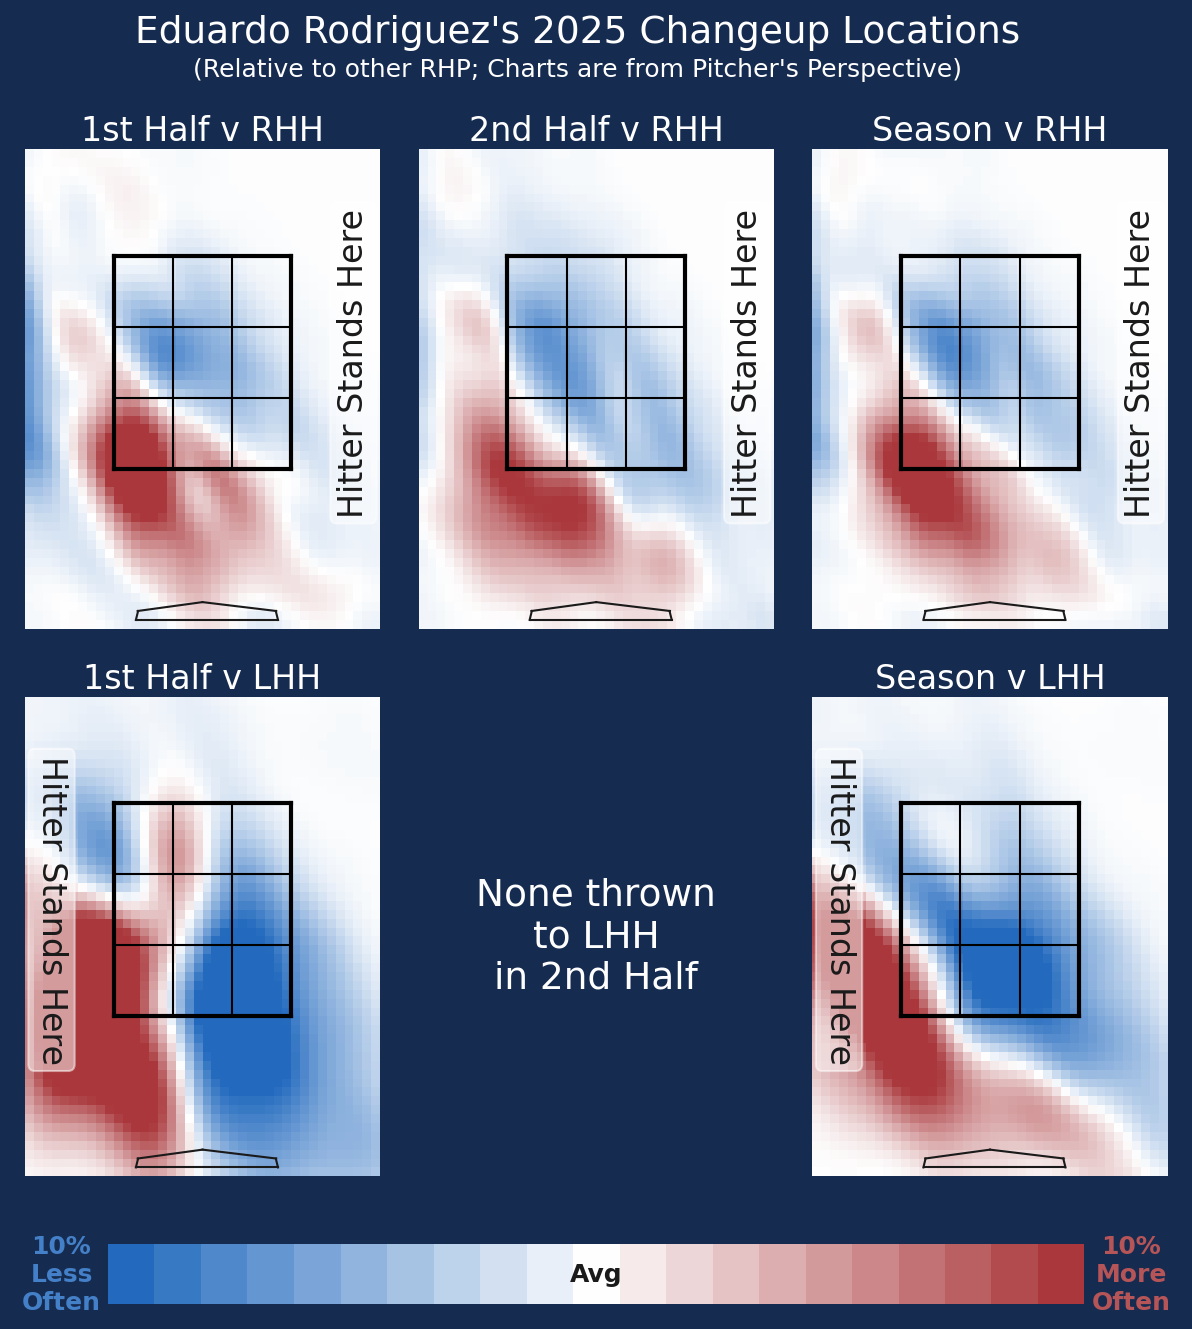 Eduardo Rodriguez's 2025 Changeup Locations
(Relative to other RHP; Charts are from Pitcher's Perspective)
1st Half v RHH
2nd Half v RHH
Season v RHH
Hitter Stands Here
Hitter Stands Here
Hitter Stands Here
1st Half v LHH
Season v LHH
Hitter Stands Here
None thrown
to LHH
in 2nd Half
Hitter Stands Here
10%
Less
Often
Avg
10%
More
Often